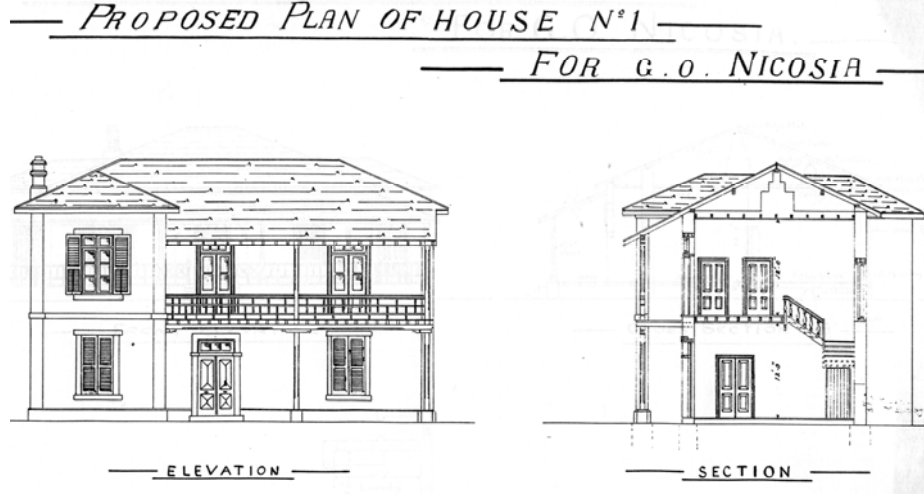 PROPOSED PLAN OF HOUSE Nº1
FOR G.O. NICOSIA
ELEVATION
SECTION